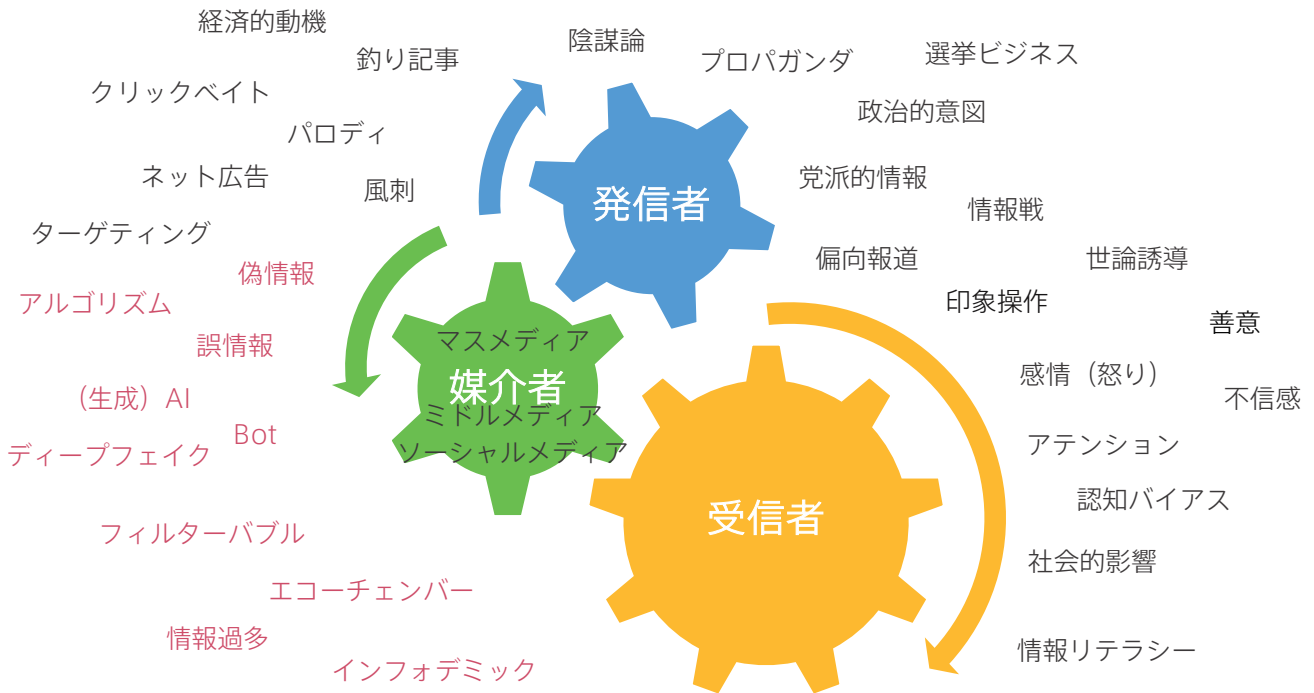 経済的動機
釣り記事
陰謀論
プロパガンダ
選挙ビジネス
クリックベイト
政治的意図
パロディ
ネット広告
風刺
党派的情報
発信者
情報戦
ターゲティング
偏向報道
世論誘導
偽情報
アルゴリズム
印象操作
善意
誤情報
マスメディア
感情（怒り）
媒介者
（生成）AI
不信感
ミドルメディア
Bot
アテンション
ディープフェイク
ソーシャルメディア
認知バイアス
受信者
フィルターバブル
社会的影響
エコーチェンバー
情報過多
情報リテラシー
インフォデミック